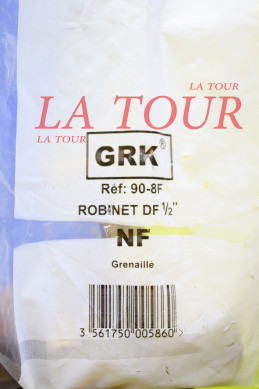 LA TOUR
LA TOUR
LA TOUR
GRK®
Réf: 90-8F
ROBINET DF ½"
NF
Grenaillé
3 561750 005860 >